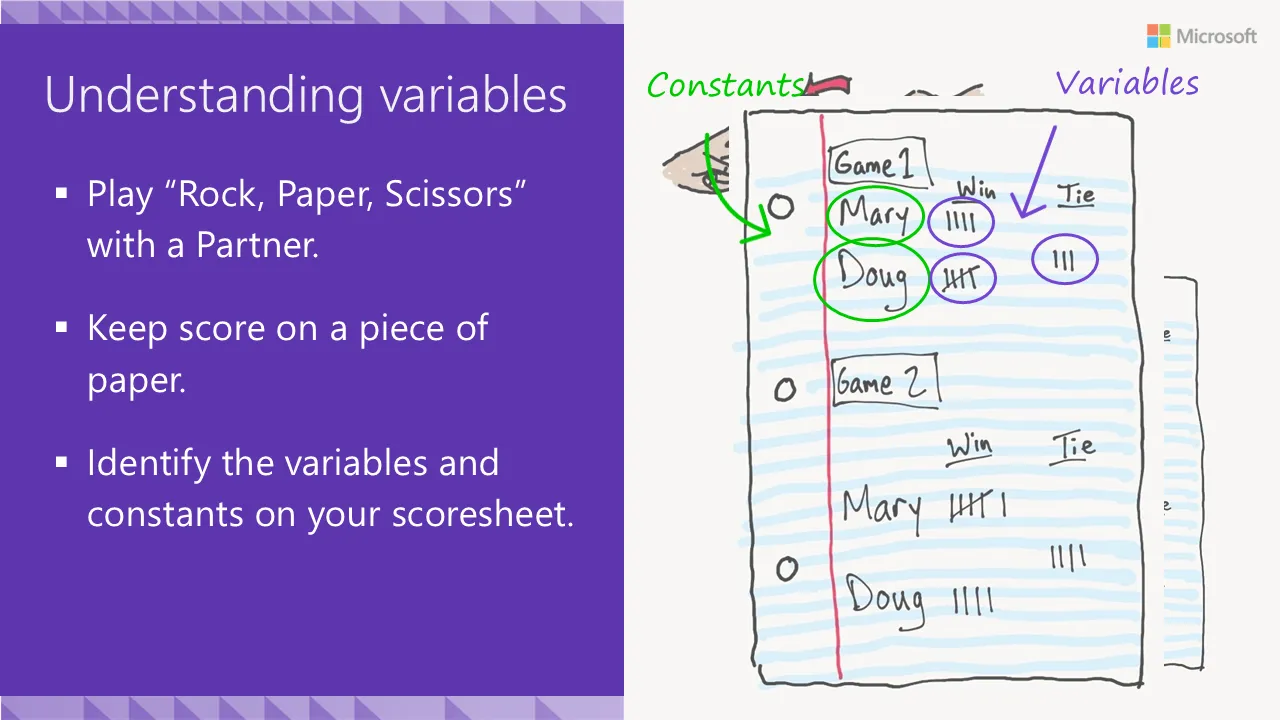 Microsoft
Understanding variables
▪ Play “Rock, Paper, Scissors”
with a Partner.
▪ Keep score on a piece of
paper.
▪ Identify the variables and
constants on your scoresheet.
Constants
Variables
Game 1
Win Tie
Mary
Doug
Game 2
Win Tie
Mary
Doug